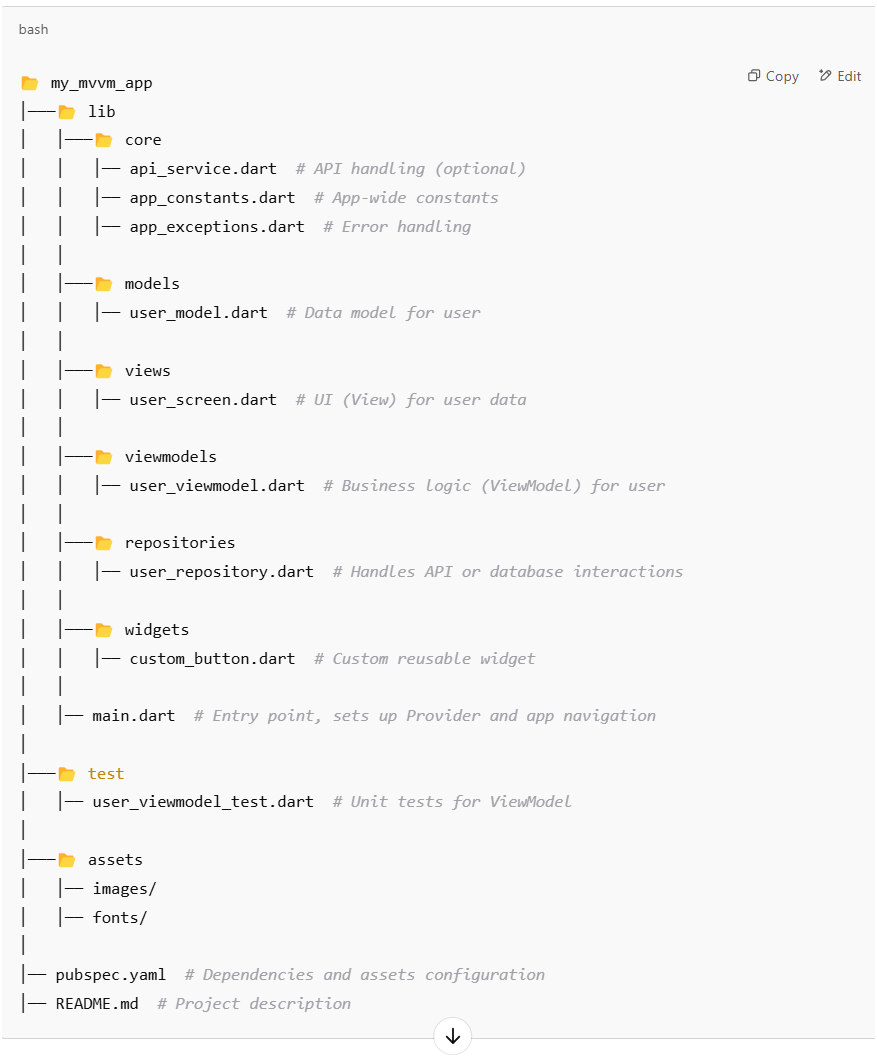 bash
Copy Edit
📂 my_mvvm_app
│───📂 lib
│   │───📂 core
│   │   │── api_service.dart  # API handling (optional)
│   │   │── app_constants.dart  # App-wide constants
│   │   │── app_exceptions.dart  # Error handling
│   │
│   │───📂 models
│   │   │── user_model.dart  # Data model for user
│   │
│   │───📂 views
│   │   │── user_screen.dart  # UI (View) for user data
│   │
│   │───📂 viewmodels
│   │   │── user_viewmodel.dart  # Business logic (ViewModel) for user
│   │
│   │───📂 repositories
│   │   │── user_repository.dart  # Handles API or database interactions
│   │
│   │───📂 widgets
│   │   │── custom_button.dart  # Custom reusable widget
│   │
│   │── main.dart  # Entry point, sets up Provider and app navigation
│
│───📂 test
│   │── user_viewmodel_test.dart  # Unit tests for ViewModel
│
│───📂 assets
│   │── images/
│   │── fonts/
│
│── pubspec.yaml  # Dependencies and assets configuration
│── README.md  # Project description